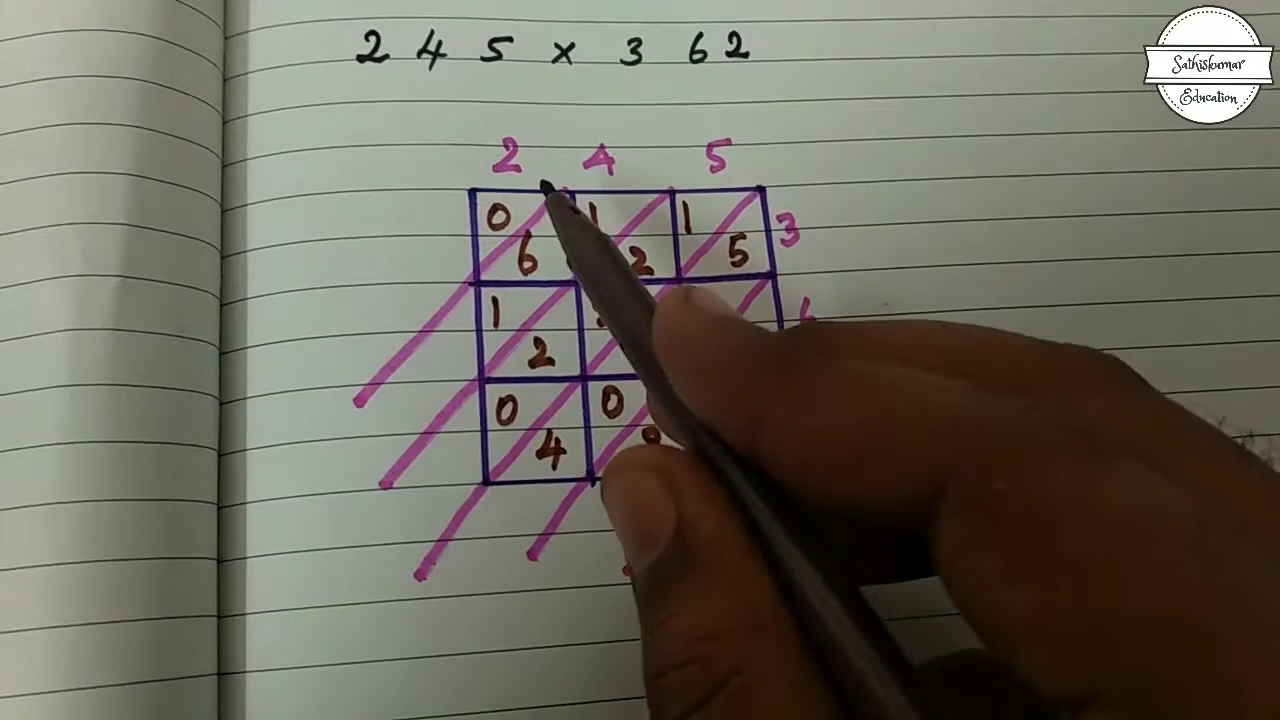 2 4 5 × 3 6 2
Sathiskumar
Education
2 4 5
0 1 1 3
6 2 5
1
2
0 0
4